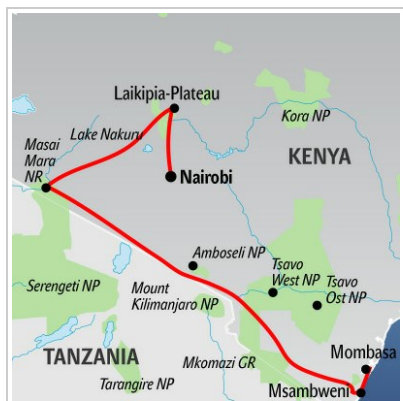 Laikipia-Plateau
Kora NP
Lake Nakuru
Masai
Mara
NR
KENYA
Nairobi
Amboseli NP
Tsavo
West NP
Tsavo
Ost NP
Serengeti NP
Mount
Kilimanjaro NP
Mombasa
TANZANIA
Mkomazi GR
Tarangire NP
Msambweni